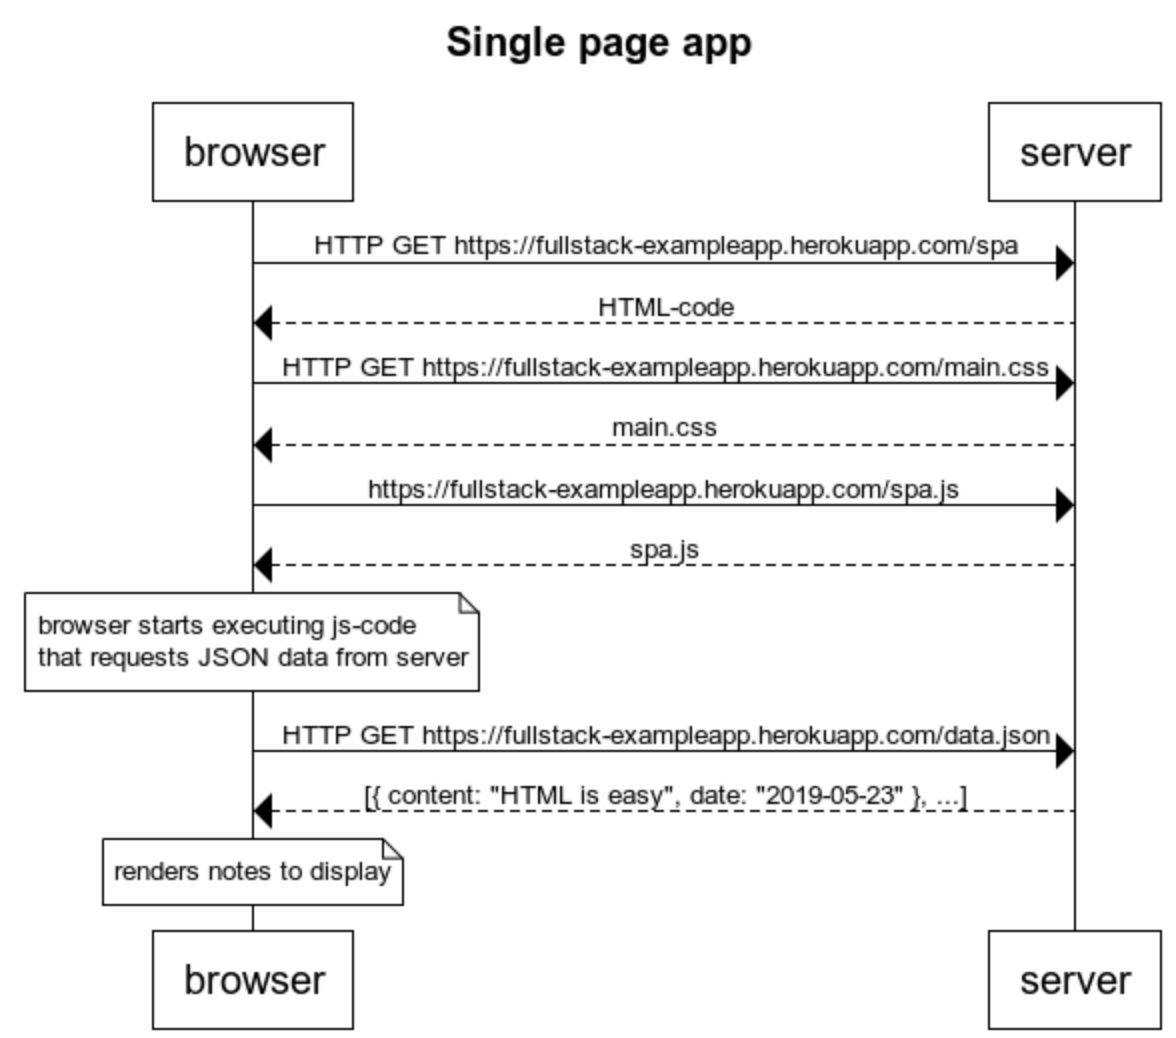 Single page app
browser
server
HTTP GET https://fullstack-exampleapp.herokuapp.com/spa
HTML-code
HTTP GET https://fullstack-exampleapp.herokuapp.com/main.css
main.css
https://fullstack-exampleapp.herokuapp.com/spa.js
spa.js
browser starts executing js-code
that requests JSON data from server
HTTP GET https://fullstack-exampleapp.herokuapp.com/data.json
[{ content: "HTML is easy", date: "2019-05-23" }, ...]
renders notes to display
browser
server